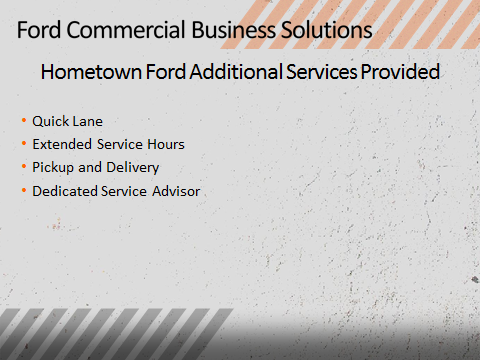 Ford Commercial Business Solutions
Hometown Ford Additional Services Provided
• Quick Lane
• Extended Service Hours
• Pickup and Delivery
• Dedicated Service Advisor